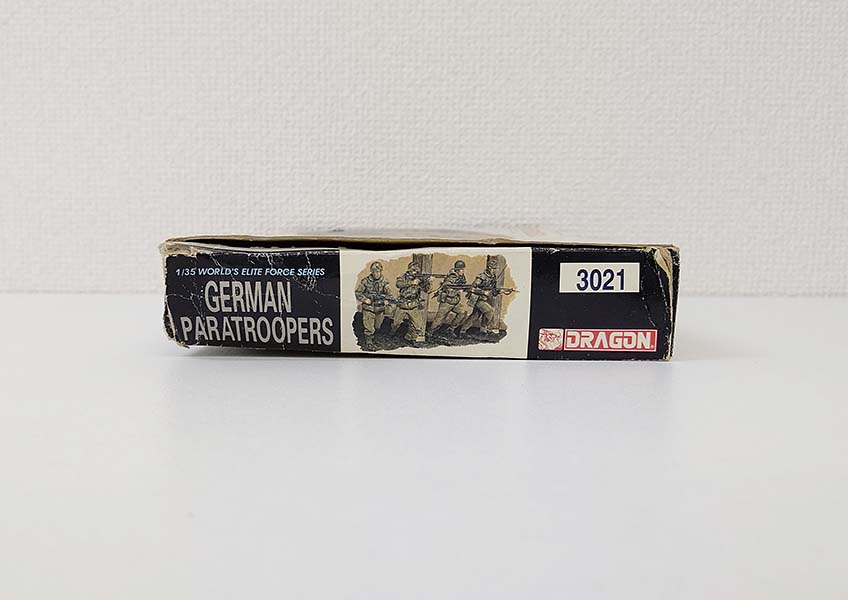 1/35 WORLD'S ELITE FORCE SERIES
GERMAN
PARATROOPERS
3021
DRAGON